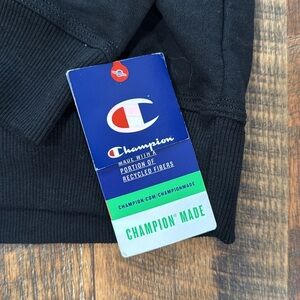 Champion
MADE WITH A
PORTION OF
RECYCLED FIBERS
CHAMPION.COM/CHAMPIONMADE
CHAMPION® MADE